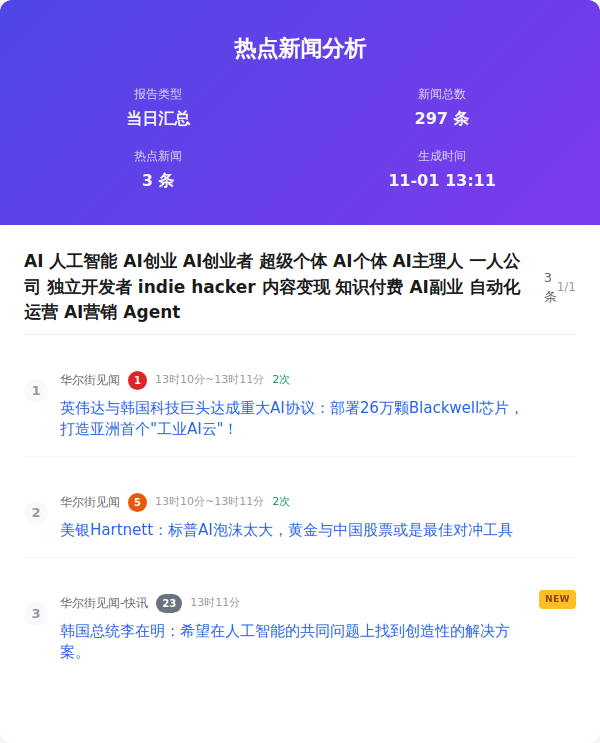 热点新闻分析
报告类型
新闻总数
当日汇总
297 条
热点新闻
生成时间
3 条
11-01 13:11
AI 人工智能 AI创业 AI创业者 超级个体 AI个体 AI主理人 一人公
司 独立开发者 indie hacker 内容变现 知识付费 AI副业 自动化
运营 AI营销 Agent
3
条
1/1
1
华尔街见闻 1 13时10分~13时11分 2次
英伟达与韩国科技巨头达成重大AI协议：部署26万颗Blackwell芯片，
打造亚洲首个"工业AI云"！
2
华尔街见闻 5 13时10分~13时11分 2次
美银Hartnett：标普AI泡沫太大，黄金与中国股票或是最佳对冲工具
3
华尔街见闻-快讯 23 13时11分
NEW
韩国总统李在明：希望在人工智能的共同问题上找到创造性的解决方
案。